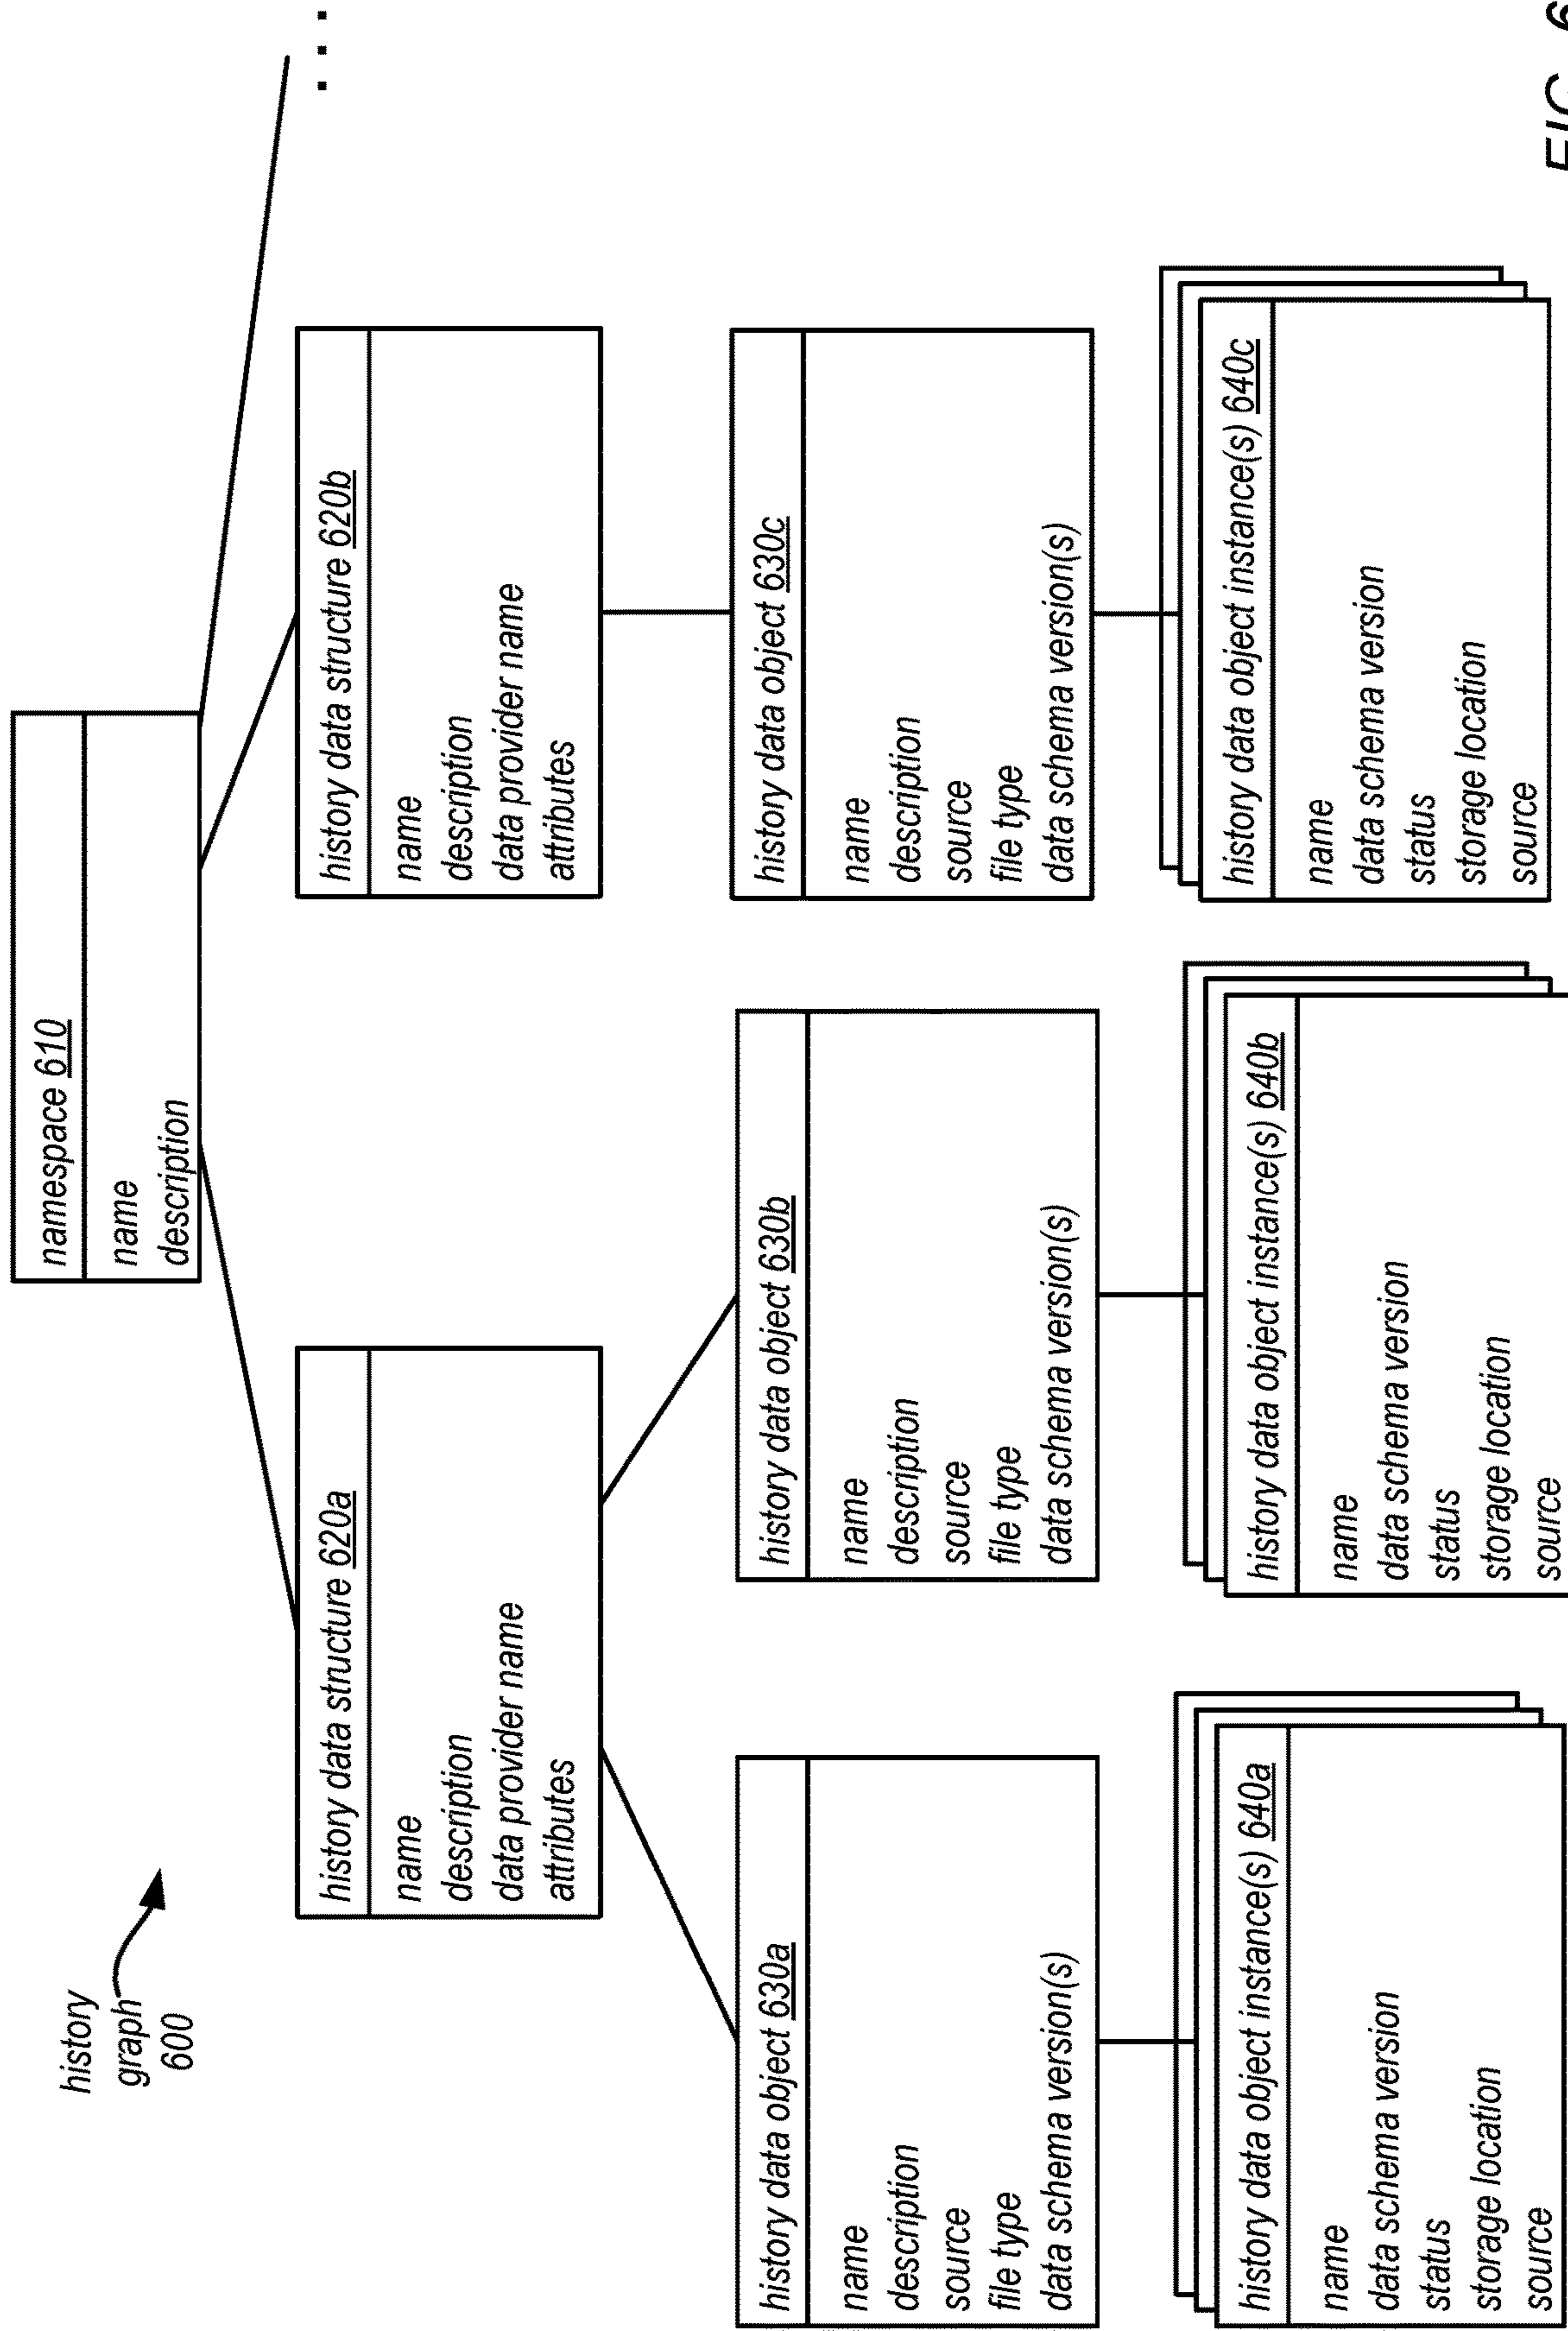 history
graph
600
namespace 610
name
description
history data structure 620a
name
description
data provider name
attributes
history data structure 620b
name
description
data provider name
attributes
. . .
history data object 630a
name
description
source
file type
data schema version(s)
history data object 630b
name
description
source
file type
data schema version(s)
history data object 630c
name
description
source
file type
data schema version(s)
history data object instance(s) 640a
name
data schema version
status
storage location
source
history data object instance(s) 640b
name
data schema version
status
storage location
source
history data object instance(s) 640c
name
data schema version
status
storage location
source
FIG. 6